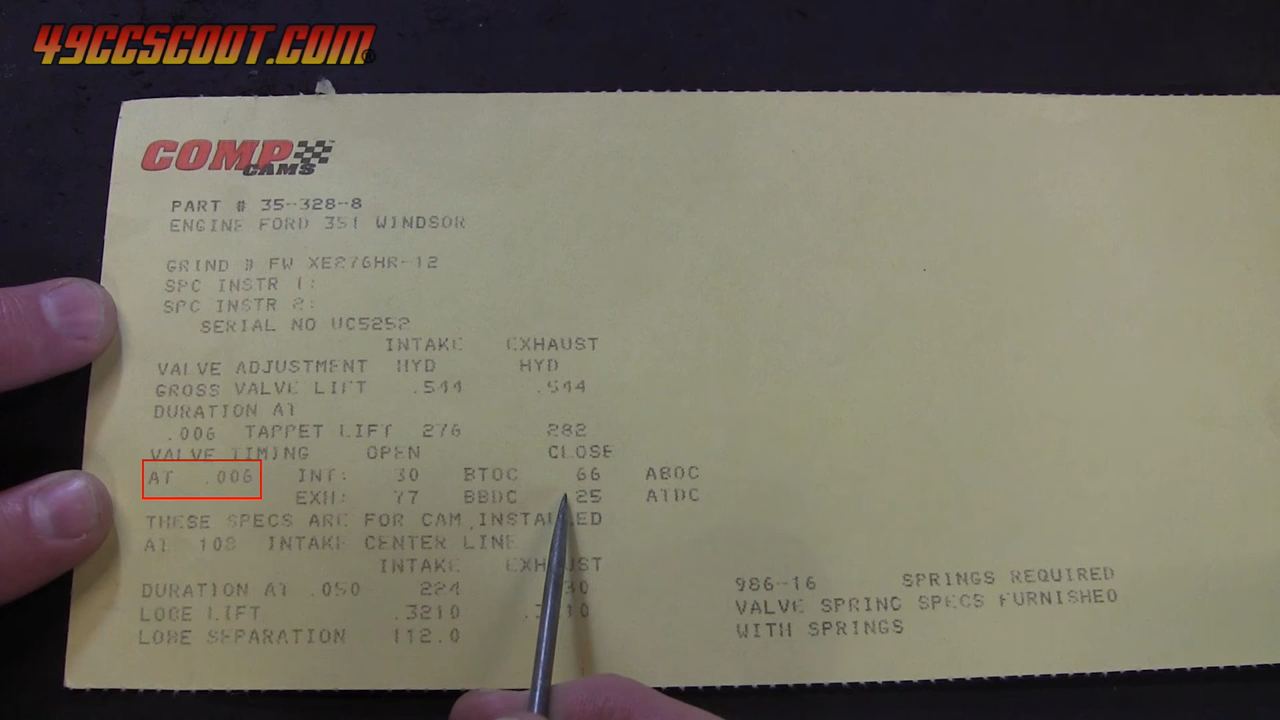 49CCSCOOT.COM
COMP CAMS
PART # 35-328-8
ENGINE FORD 351 WINDSOR
GRIND # FW XE276HR-12
SPC INSTR 1:
SPC INSTR 2:
SERIAL NO UC5252
INTAKE EXHAUST
VALVE ADJUSTMENT HYD HYD
GROSS VALVE LIFT .544 .544
DURATION AT
.006 TAPPET LIFT 276 282
VALVE TIMING OPEN CLOSE
AT .006 INT: 30 BTDC 66 ABDC
EXH: 77 BBDC 25 ATDC
THESE SPECS ARE FOR CAM INSTALLED
AT 108 INTAKE CENTER LINE
INTAKE
DURATION AT .050 224
LOBE LIFT .3210
LOBE SEPARATION 112.0
986-16 SPRINGS REQUIRED
VALVE SPRING SPECS FURNISHED
WITH SPRINGS